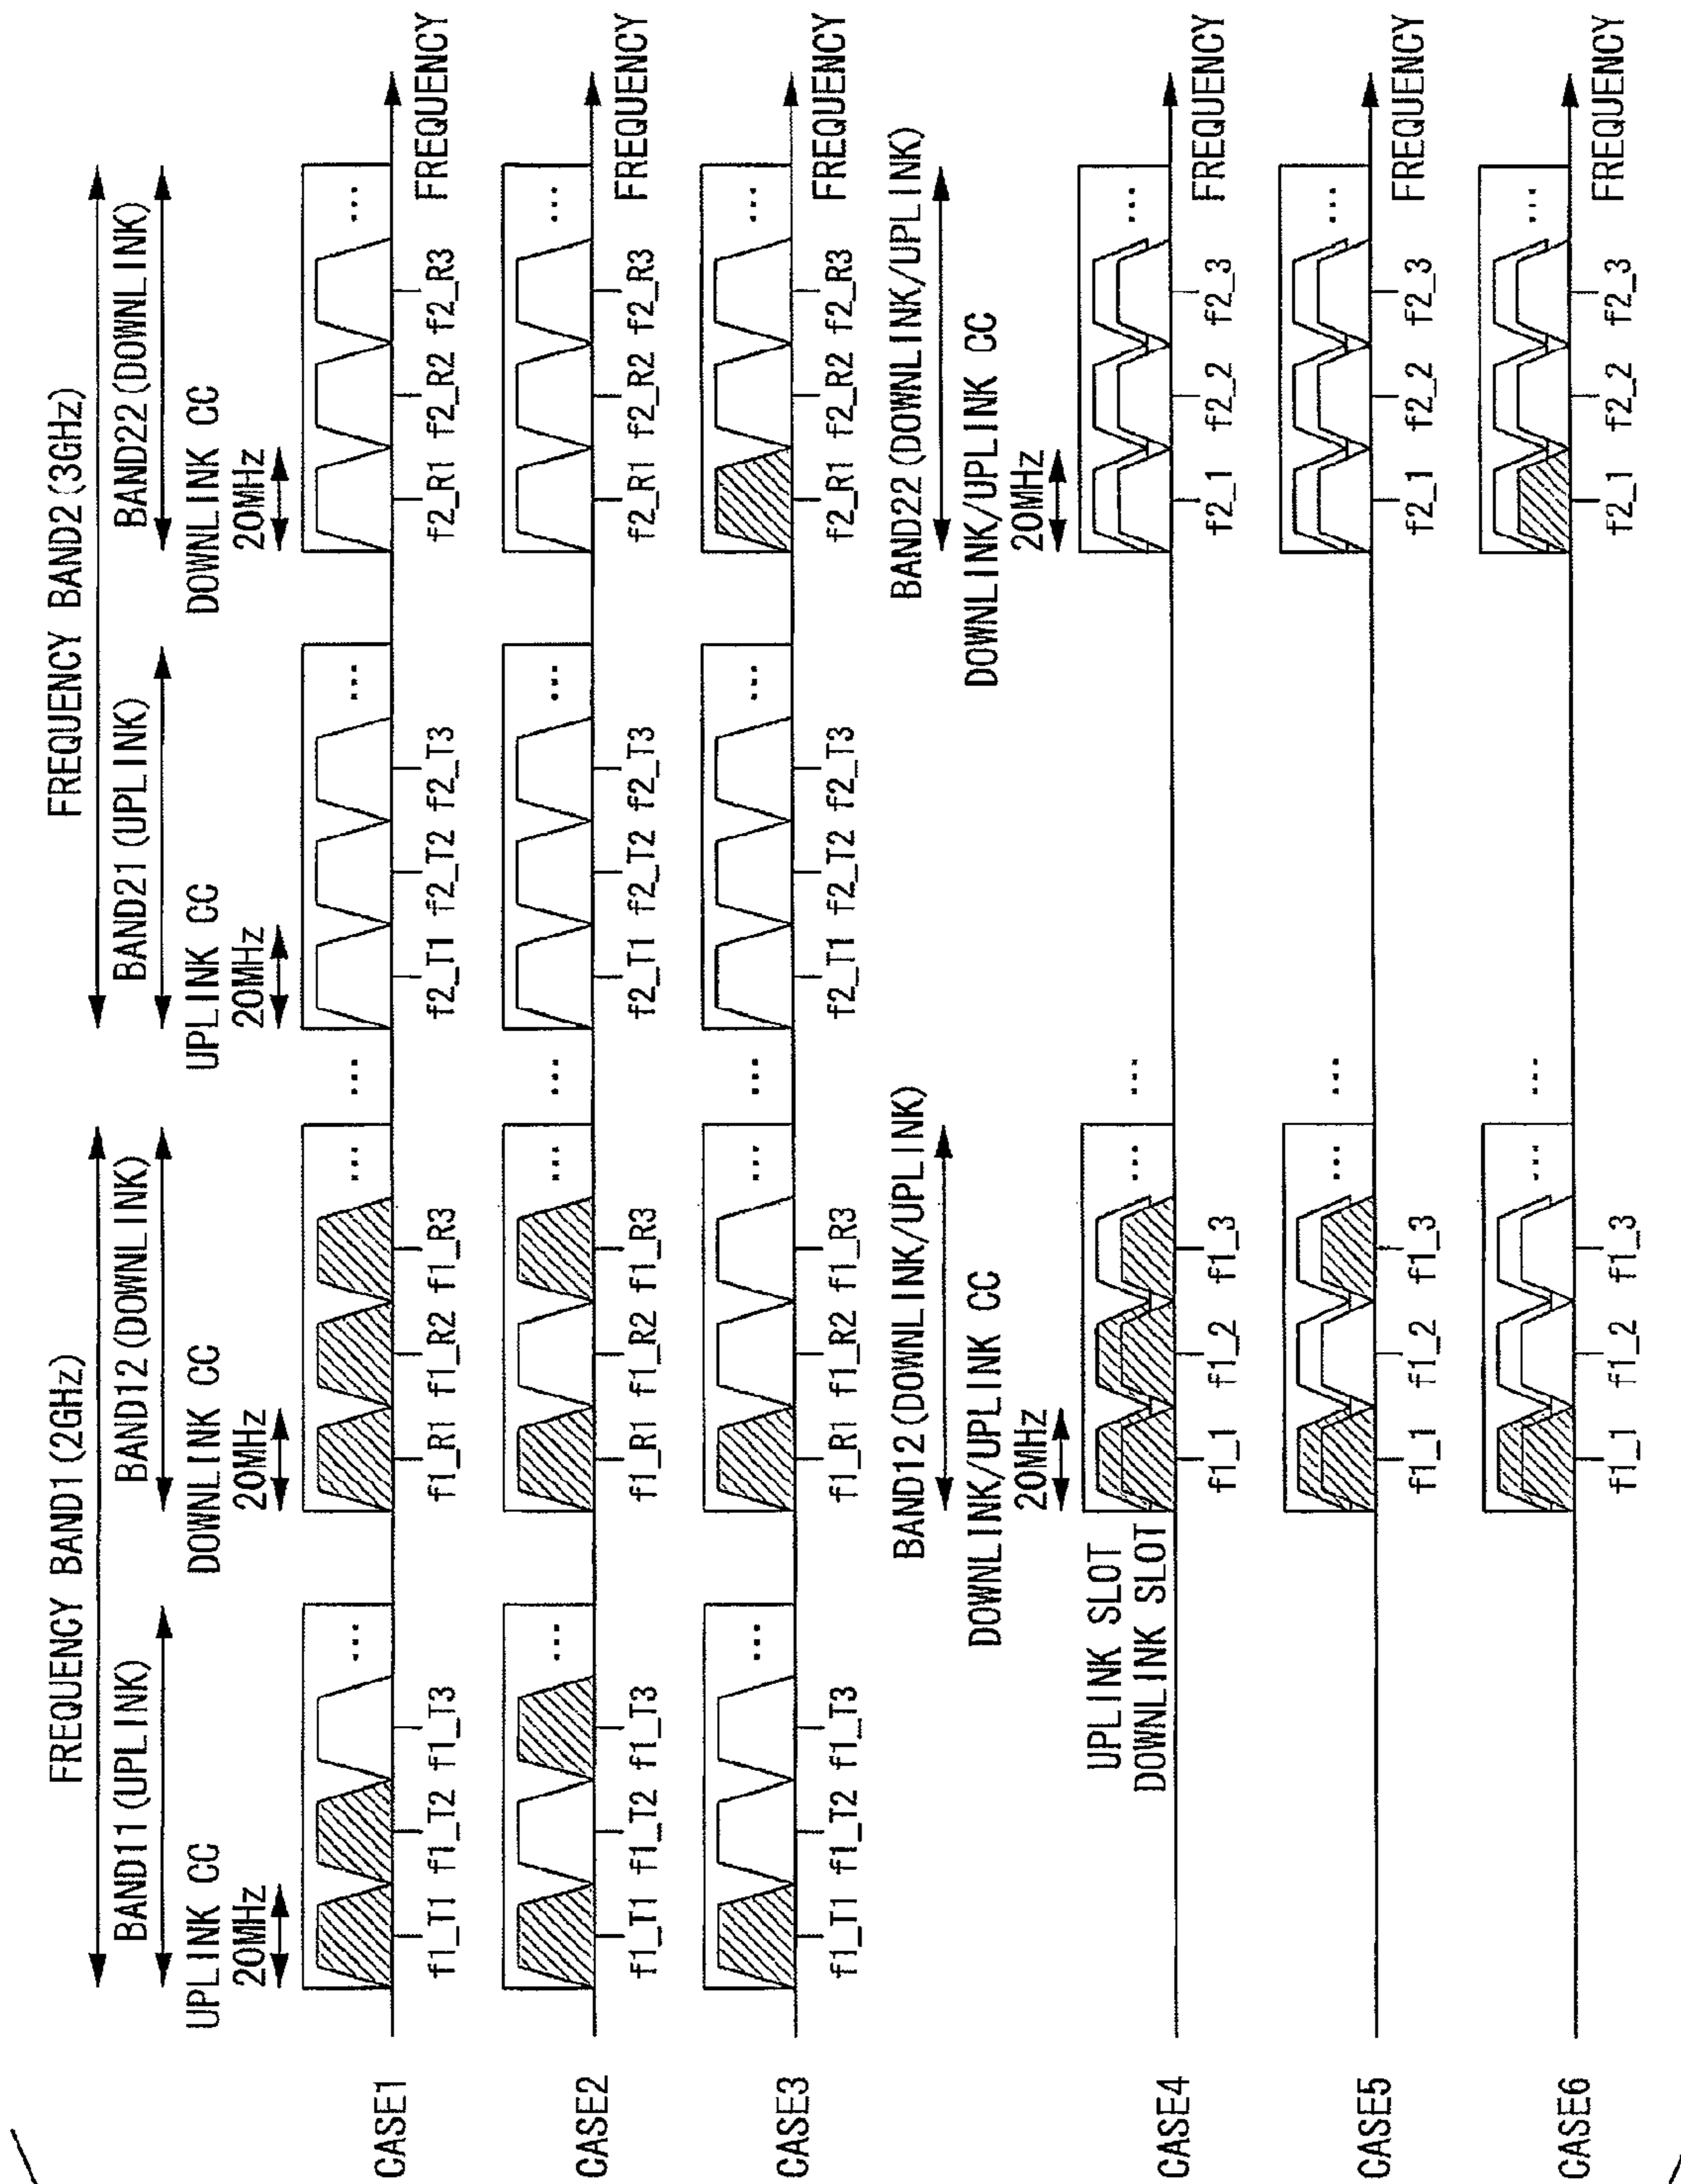 FREQUENCY BAND1(2GHz) FREQUENCY BAND2(3GHz)
BAND11(UPLINK) BAND12(DOWNLINK) BAND21(UPLINK) BAND22(DOWNLINK)
UPLINK CC DOWNLINK CC UPLINK CC DOWNLINK CC
20MHz 20MHz 20MHz 20MHz
... ... ... ... ...
CASE1 f1_T1 f1_T2 f1_T3 f1_R1 f1_R2 f1_R3 f2_T1 f2_T2 f2_T3 f2_R1 f2_R2 f2_R3 FREQUENCY
... ... ... ... ...
CASE2 f1_T1 f1_T2 f1_T3 f1_R1 f1_R2 f1_R3 f2_T1 f2_T2 f2_T3 f2_R1 f2_R2 f2_R3 FREQUENCY
... ... ... ... ...
CASE3 f1_T1 f1_T2 f1_T3 f1_R1 f1_R2 f1_R3 f2_T1 f2_T2 f2_T3 f2_R1 f2_R2 f2_R3 FREQUENCY
BAND12(DOWNLINK/UPLINK) BAND22(DOWNLINK/UPLINK)
DOWNLINK/UPLINK CC DOWNLINK/UPLINK CC
20MHz 20MHz
UPLINK SLOT
DOWNLINK SLOT ... ... ...
CASE4 f1_1 f1_2 f1_3 f2_1 f2_2 f2_3 FREQUENCY
... ... ...
CASE5 f1_1 f1_2 f1_3 f2_1 f2_2 f2_3 FREQUENCY
... ... ...
CASE6 f1_1 f1_2 f1_3 f2_1 f2_2 f2_3 FREQUENCY